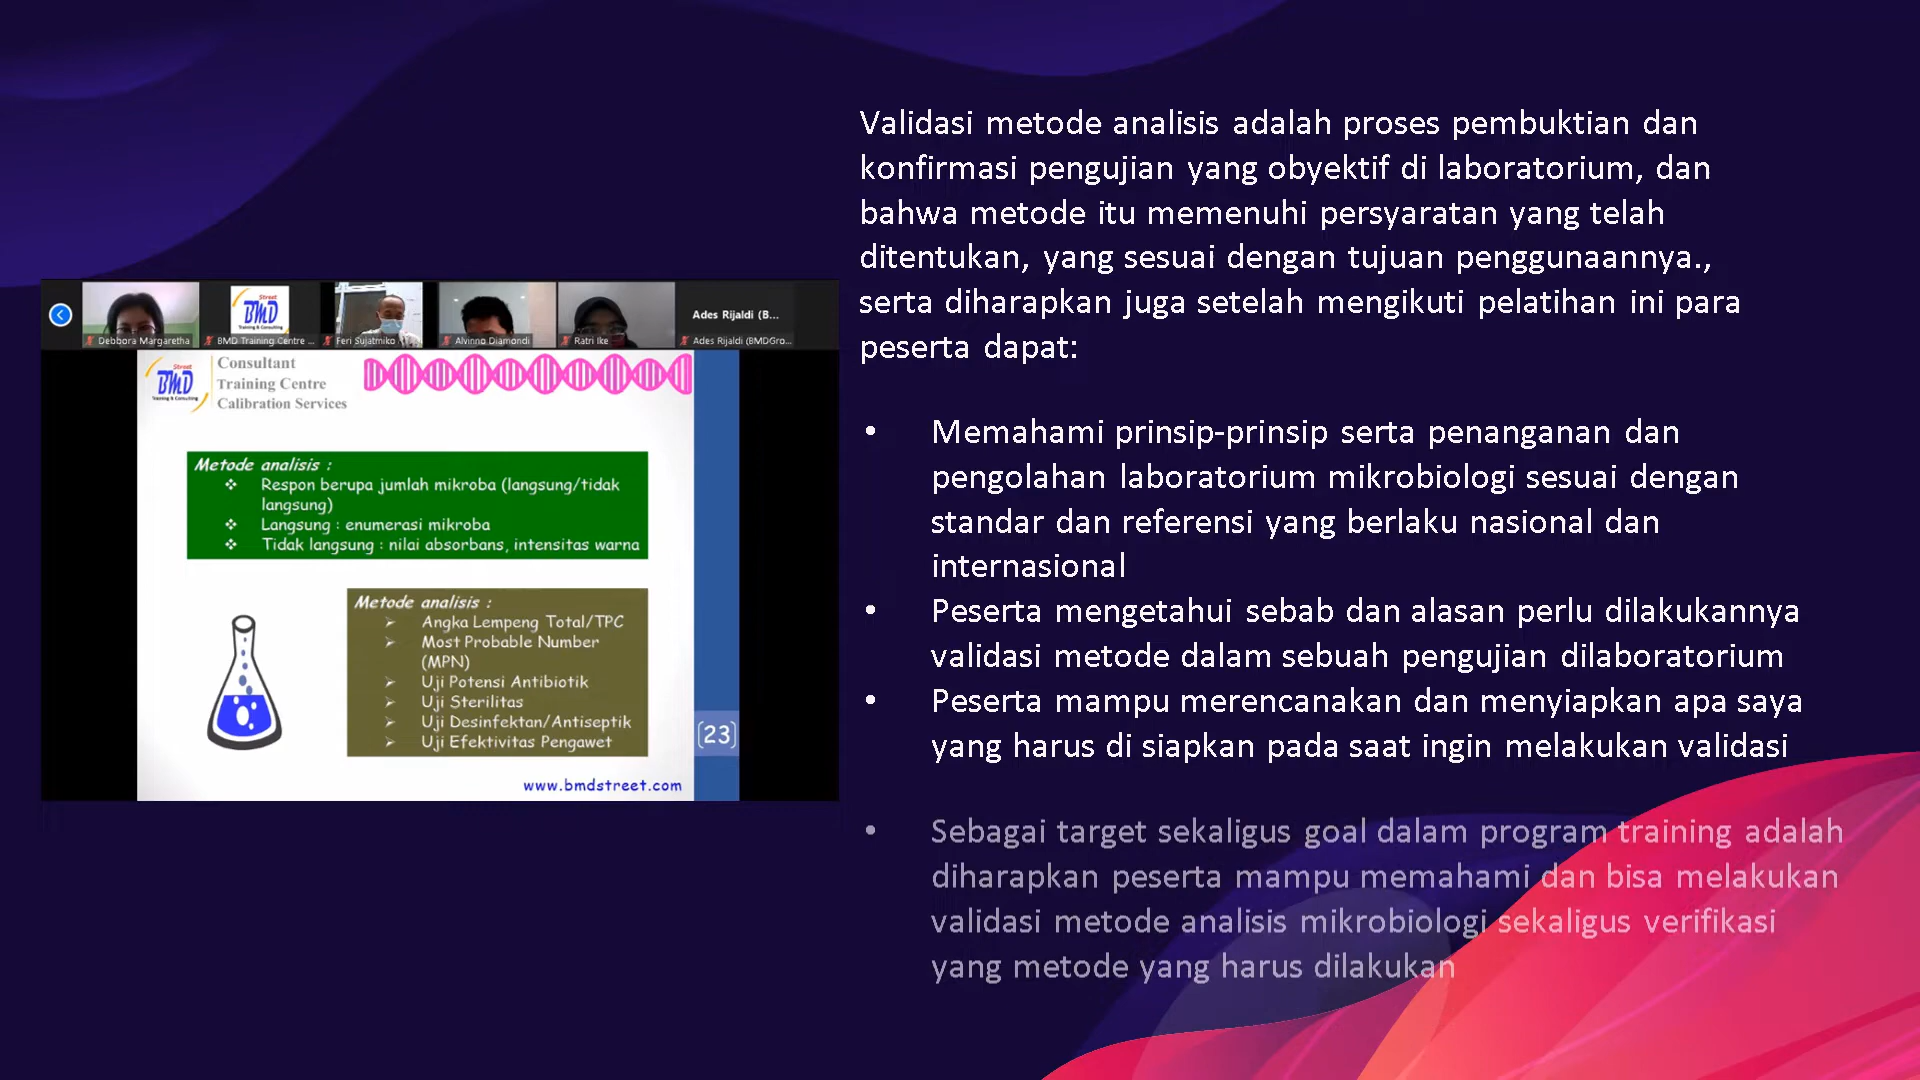 Validasi metode analisis adalah proses pembuktian dan
konfirmasi pengujian yang obyektif di laboratorium, dan
bahwa metode itu memenuhi persyaratan yang telah
ditentukan, yang sesuai dengan tujuan penggunaannya.,
serta diharapkan juga setelah mengikuti pelatihan ini para
peserta dapat:
• Memahami prinsip-prinsip serta penanganan dan
pengolahan laboratorium mikrobiologi sesuai dengan
standar dan referensi yang berlaku nasional dan
internasional
• Peserta mengetahui sebab dan alasan perlu dilakukannya
validasi metode dalam sebuah pengujian dilaboratorium
• Peserta mampu merencanakan dan menyiapkan apa saya
yang harus di siapkan pada saat ingin melakukan validasi
• Sebagai target sekaligus goal dalam program training adalah
diharapkan peserta mampu memahami dan bisa melakukan
validasi metode analisis mikrobiologi sekaligus verifikasi
yang metode yang harus dilakukan
Street
BMD
Training & Consulting
Ades Rijaldi (B...
Debbora Margaretha
BMD Training Centre ...
Feri Sujatmiko
Alvinno Diamondi
Ratri Ike
Ades Rijaldi (BMDGro...
Street
BMD
Training & Consulting
Consultant
Training Centre
Calibration Services
Metode analisis :
❖ Respon berupa jumlah mikroba (langsung/tidak
langsung)
❖ Langsung : enumerasi mikroba
❖ Tidak langsung : nilai absorbans, intensitas warna
Metode analisis :
➢ Angka Lempeng Total/TPC
➢ Most Probable Number
(MPN)
➢ Uji Potensi Antibiotik
➢ Uji Sterilitas
➢ Uji Desinfektan/Antiseptik
➢ Uji Efektivitas Pengawet
(23)
www.bmdstreet.com